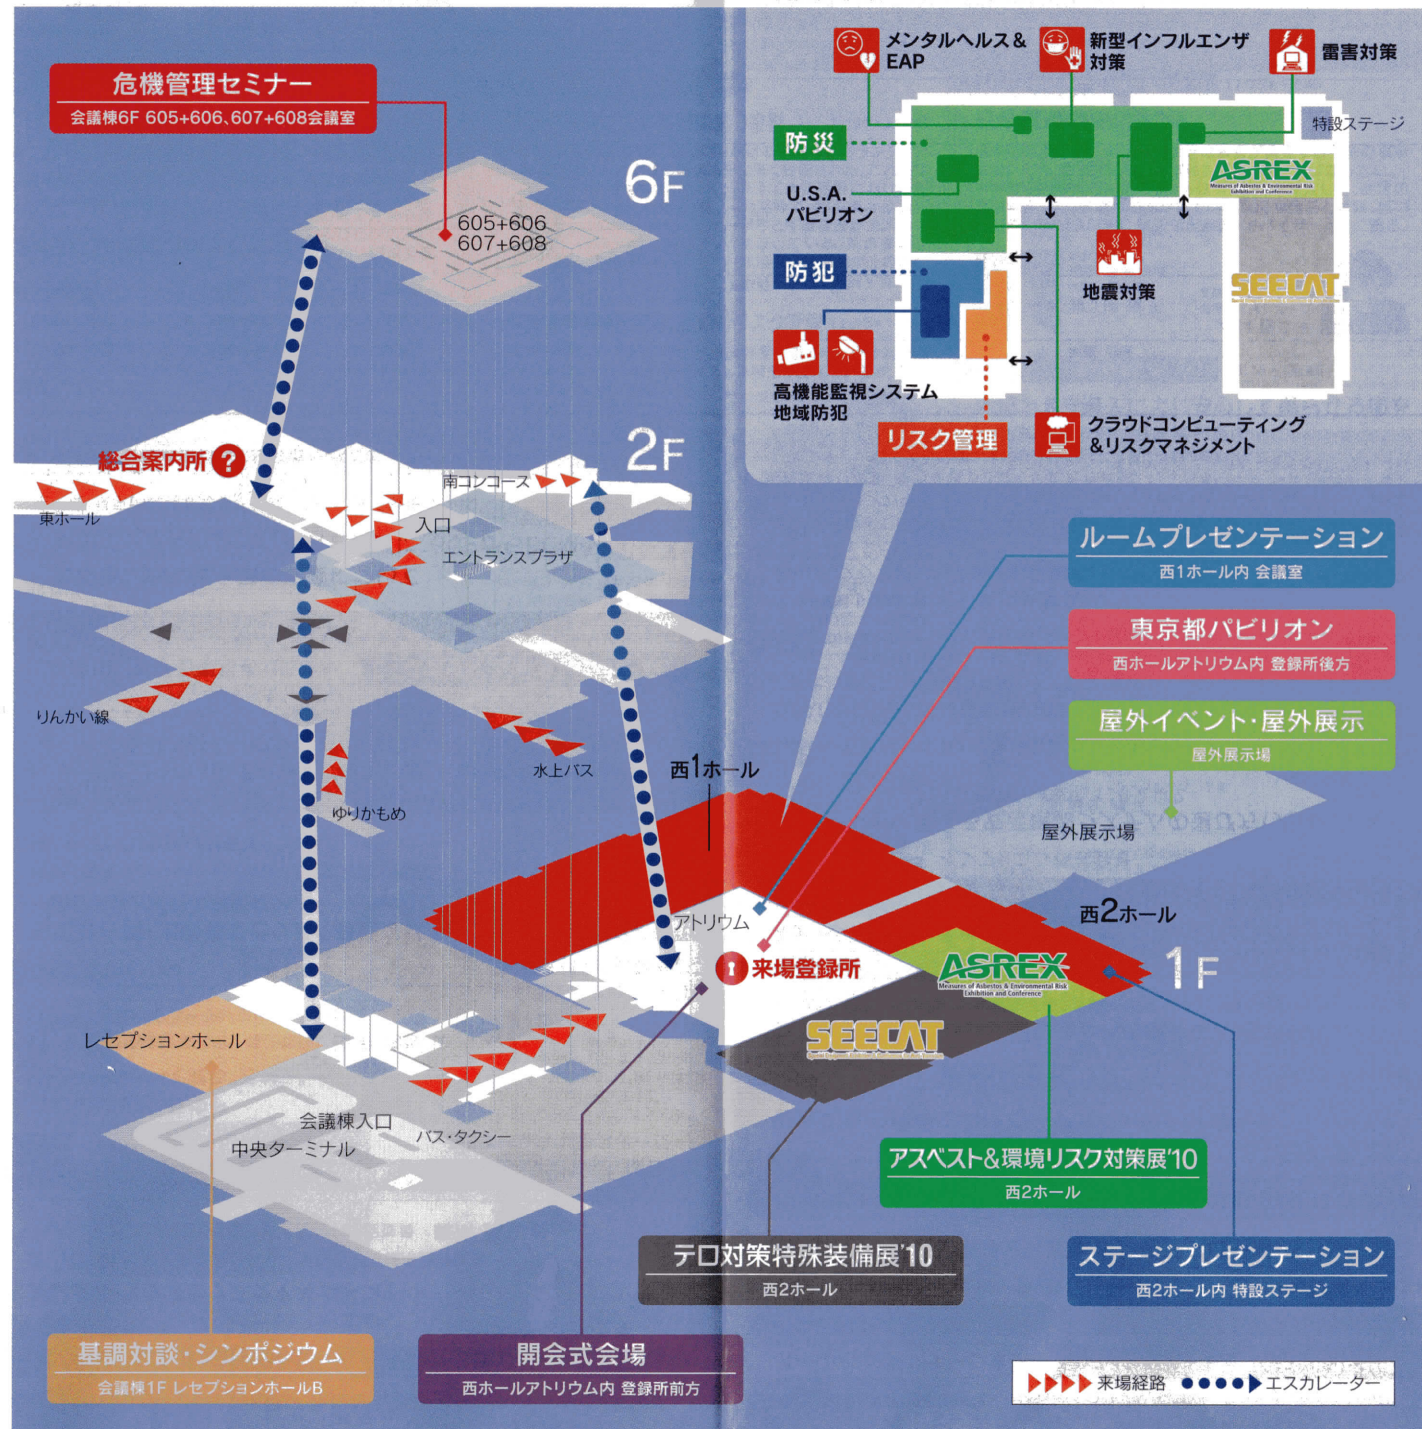 危機管理セミナー
会議棟6F 605+606、607+608会議室
6F
605+606
607+608
メンタルヘルス&
EAP
新型インフルエンザ
対策
雷害対策
特設ステージ
防災
U.S.A.
パビリオン
ASREX
Measures of Asbestos & Environmental Risk
Exhibition and Conference
防犯
地震対策
SEECAT
高機能監視システム
地域防犯
リスク管理
クラウドコンピューティング
&リスクマネジメント
2F
総合案内所 ?
東ホール
南コンコース
入口
エントランスプラザ
りんかい線
ゆりかもめ
水上バス
ルームプレゼンテーション
西1ホール内 会議室
東京都パビリオン
西ホールアトリウム内 登録所後方
屋外イベント・屋外展示
屋外展示場
西1ホール
屋外展示場
西2ホール
1F
アトリウム
来場登録所
ASREX
Measures of Asbestos & Environmental Risk
Exhibition and Conference
SEECAT
レセプションホール
会議棟入口
中央ターミナル
バス・タクシー
アスベスト&環境リスク対策展'10
西2ホール
テロ対策特殊装備展'10
西2ホール
ステージプレゼンテーション
西2ホール内 特設ステージ
基調対談・シンポジウム
会議棟1F レセプションホールB
開会式会場
西ホールアトリウム内 登録所前方
来場経路 エスカレーター